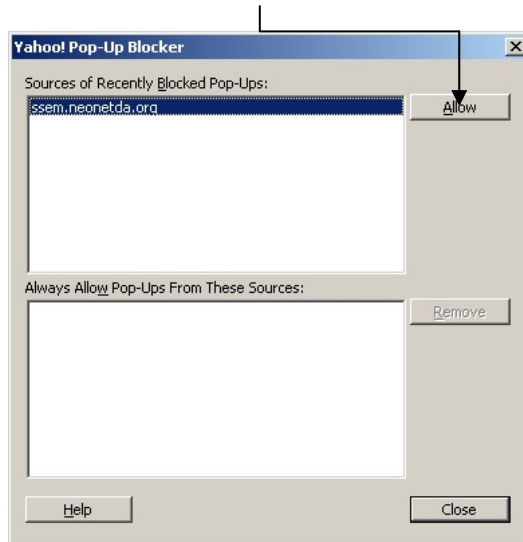 Yahoo! Pop-Up Blocker
Sources of Recently Blocked Pop-Ups:
ssem.neonetda.org
Allow
Always Allow Pop-Ups From These Sources:
Remove
Help
Close